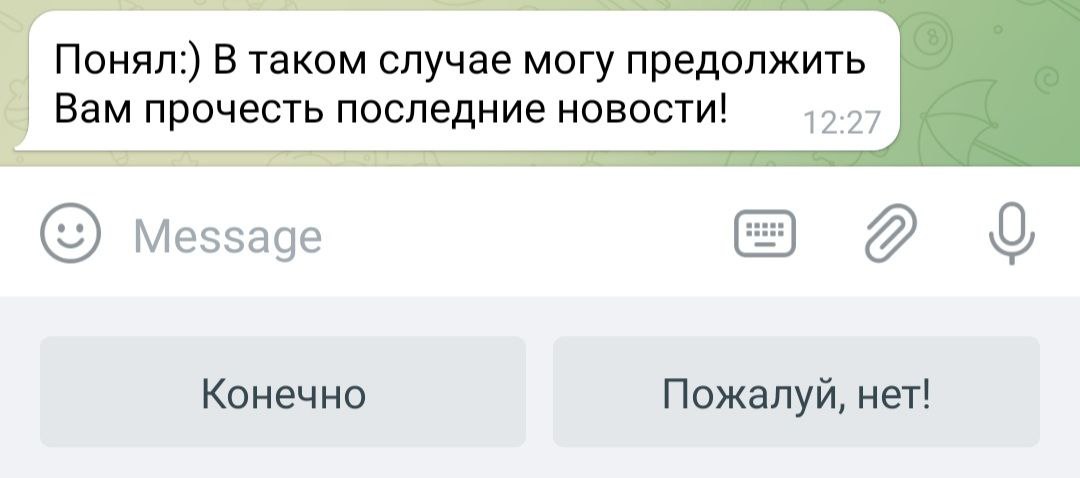 Понял:) В таком случае могу предолжить
Вам прочесть последние новости!
12:27
Message
Конечно
Пожалуй, нет!